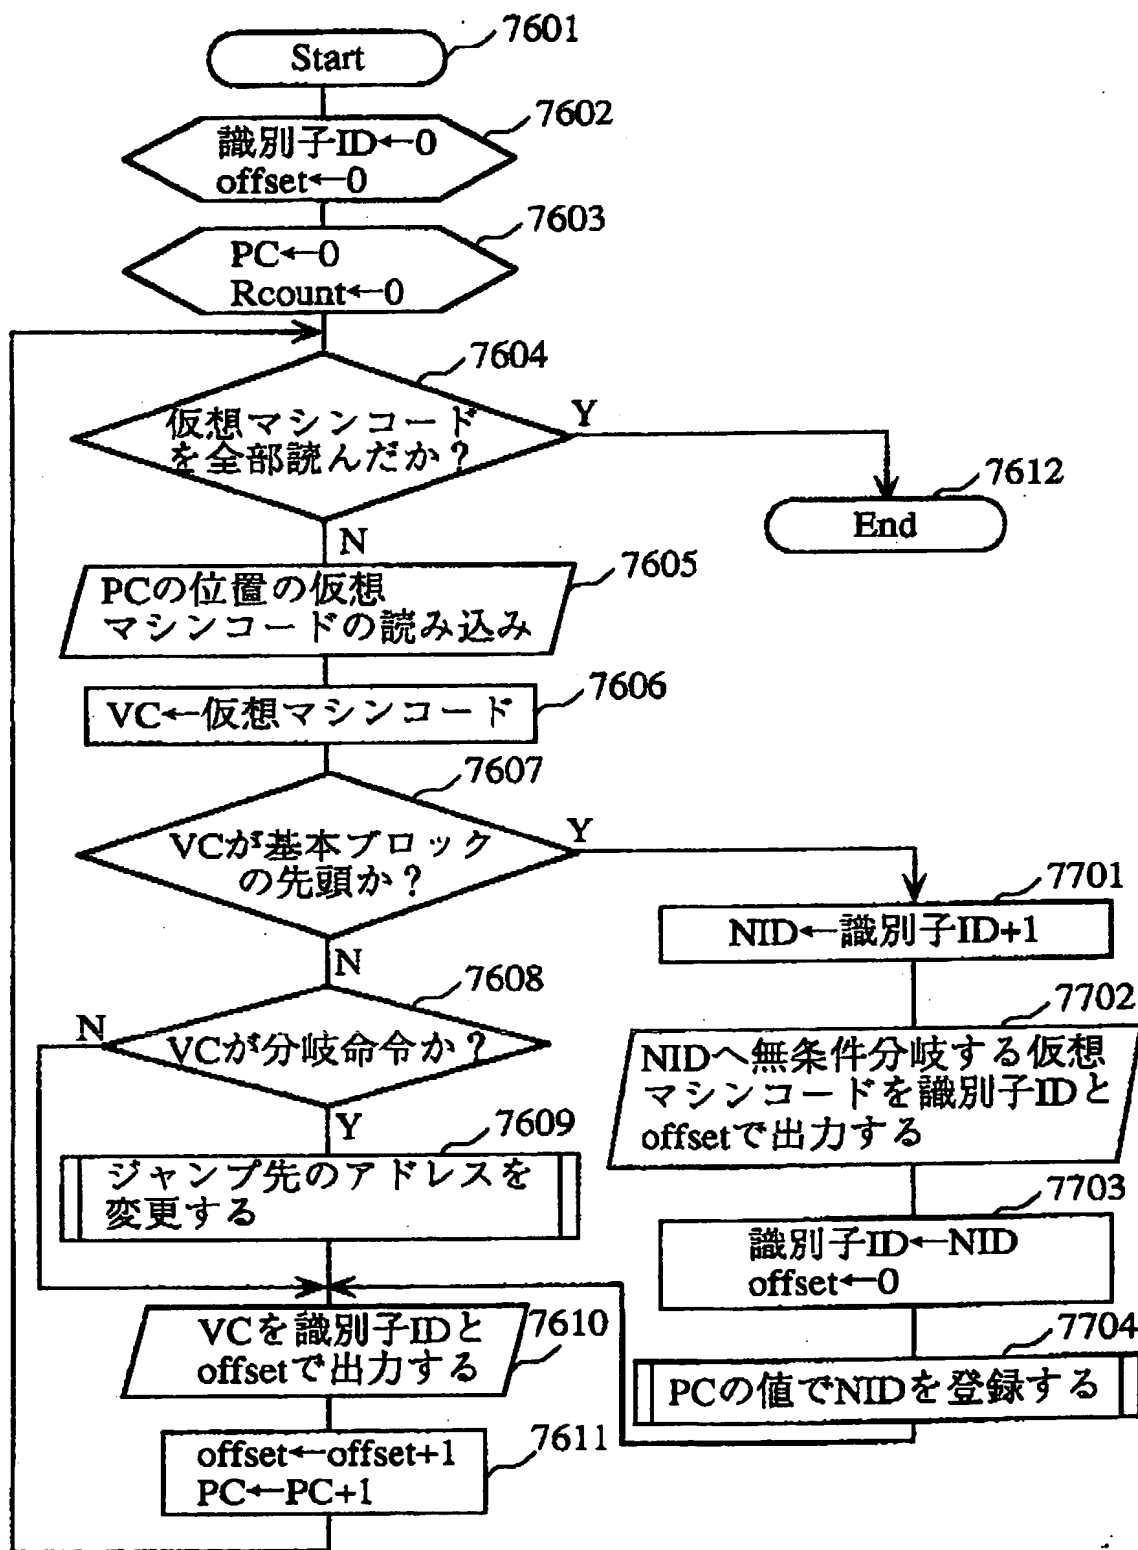 7601
Start
7602
識別子ID←0
offset←0
7603
PC←0
Rcount←0
7604
仮想マシンコード
を全部読んだか？
Y
N
7612
End
7605
PCの位置の仮想
マシンコードの読み込み
7606
VC←仮想マシンコード
7607
VCが基本ブロック
の先頭か？
Y
N
7701
NID←識別子ID+1
7608
VCが分岐命令か？
N
Y
7702
NIDへ無条件分岐する仮想
マシンコードを識別子IDと
offsetで出力する
7609
ジャンプ先のアドレスを
変更する
7703
識別子ID←NID
offset←0
7610
VCを識別子IDと
offsetで出力する
7704
PCの値でNIDを登録する
7611
offset←offset+1
PC←PC+1